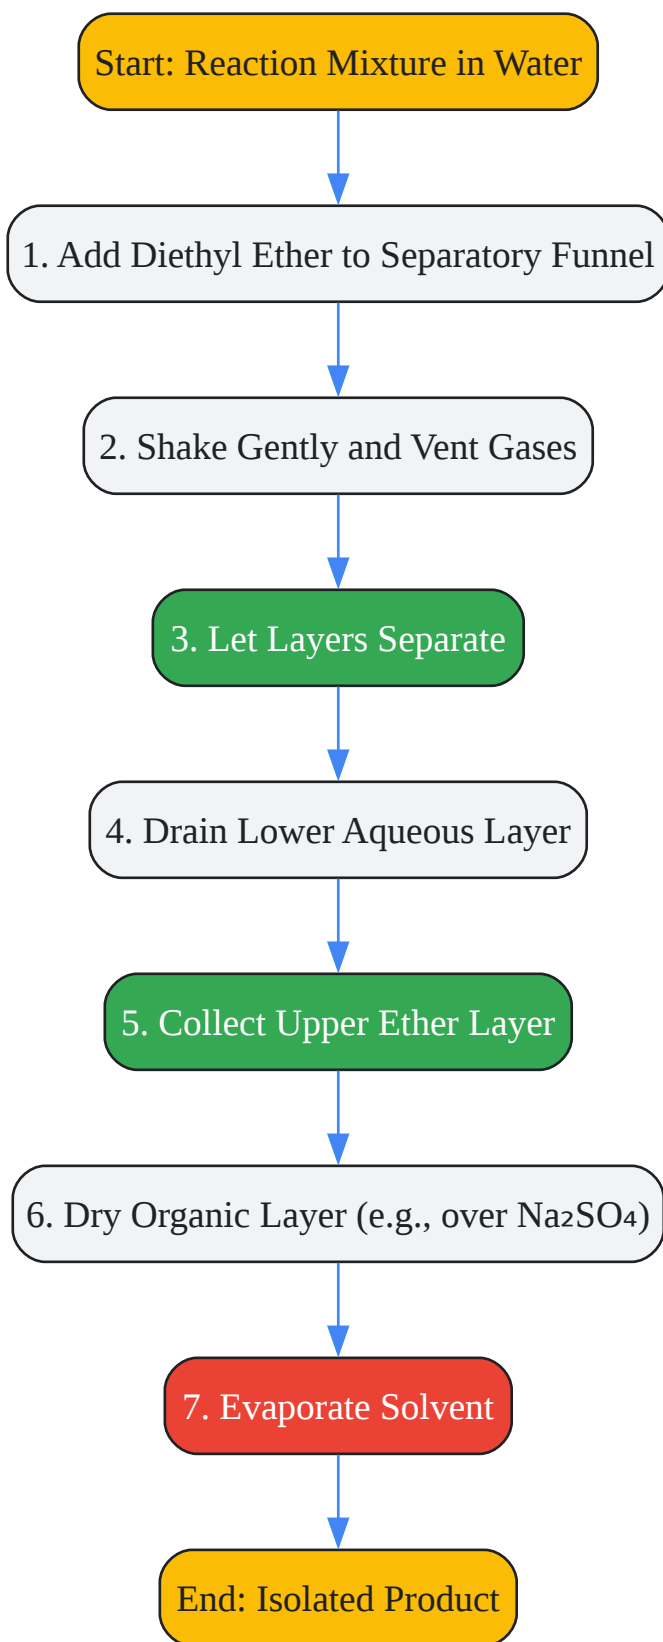 Start: Reaction Mixture in Water
1. Add Diethyl Ether to Separatory Funnel
2. Shake Gently and Vent Gases
3. Let Layers Separate
4. Drain Lower Aqueous Layer
5. Collect Upper Ether Layer
6. Dry Organic Layer (e.g., over Na₂SO₄)
7. Evaporate Solvent
End: Isolated Product